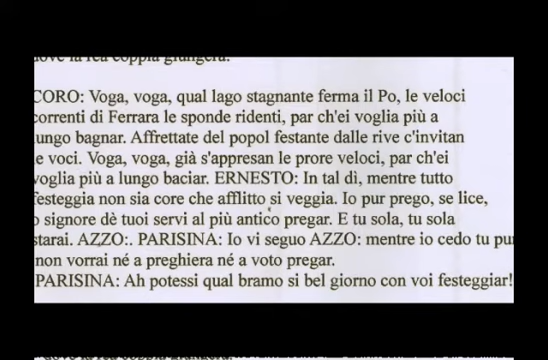 dove la rea coppia giungerà.
CORO: Voga, voga, qual lago stagnante ferma il Po, le veloci
correnti di Ferrara le sponde ridenti, par ch'ei voglia più a
lungo bagnar. Affrettate del popol festante dalle rive c'invitan
le voci. Voga, voga, già s'appresan le prore veloci, par ch'ei
voglia più a lungo baciar. ERNESTO: In tal dì, mentre tutto
festeggia non sia core che afflitto si veggia. Io pur prego, se lice,
o signore dè tuoi servi al più antico pregar. E tu sola, tu sola
starai. AZZO:. PARISINA: Io vi seguo AZZO: mentre io cedo tu pur
non vorrai né a preghiera né a voto pregar.
PARISINA: Ah potessi qual bramo si bel giorno con voi festeggiar!